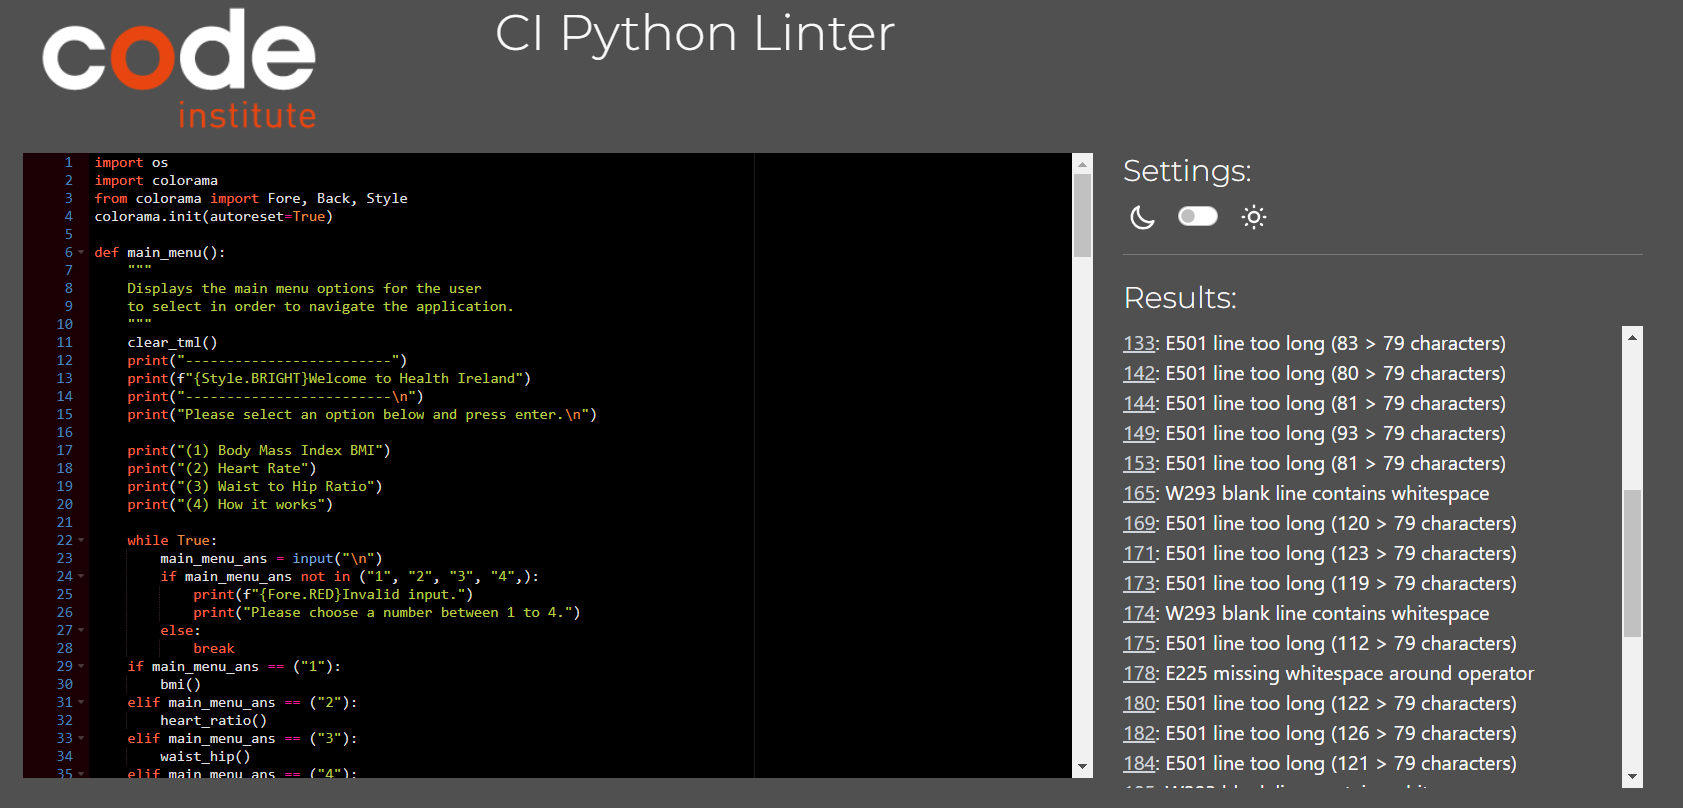 code
institute
CI Python Linter
1 import os
2 import colorama
3 from colorama import Fore, Back, Style
4 colorama.init(autoreset=True)
5
6 def main_menu():
7     """
8     Displays the main menu options for the user
9     to select in order to navigate the application.
10     """
11     clear_tml()
12     print("-------------------------")
13     print(f"{Style.BRIGHT}Welcome to Health Ireland")
14     print("-------------------------\n")
15     print("Please select an option below and press enter.\n")
16
17     print("(1) Body Mass Index BMI")
18     print("(2) Heart Rate")
19     print("(3) Waist to Hip Ratio")
20     print("(4) How it works")
21
22     while True:
23         main_menu_ans = input("\n")
24         if main_menu_ans not in ("1", "2", "3", "4",):
25             print(f"{Fore.RED}Invalid input.")
26             print("Please choose a number between 1 to 4.")
27         else:
28             break
29     if main_menu_ans == ("1"):
30         bmi()
31     elif main_menu_ans == ("2"):
32         heart_ratio()
33     elif main_menu_ans == ("3"):
34         waist_hip()
35     elif main_menu_ans == ("4"):
Settings:
Results:
133: E501 line too long (83 > 79 characters)
142: E501 line too long (80 > 79 characters)
144: E501 line too long (81 > 79 characters)
149: E501 line too long (93 > 79 characters)
153: E501 line too long (81 > 79 characters)
165: W293 blank line contains whitespace
169: E501 line too long (120 > 79 characters)
171: E501 line too long (123 > 79 characters)
173: E501 line too long (119 > 79 characters)
174: W293 blank line contains whitespace
175: E501 line too long (112 > 79 characters)
178: E225 missing whitespace around operator
180: E501 line too long (122 > 79 characters)
182: E501 line too long (126 > 79 characters)
184: E501 line too long (121 > 79 characters)